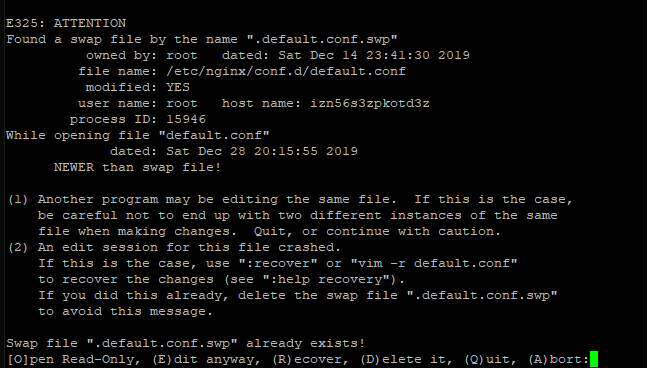 E325: ATTENTION
Found a swap file by the name ".default.conf.swp"
          owned by: root   dated: Sat Dec 14 23:41:30 2019
         file name: /etc/nginx/conf.d/default.conf
          modified: YES
         user name: root   host name: izn56s3zpkotd3z
        process ID: 15946
While opening file "default.conf"
             dated: Sat Dec 28 20:15:55 2019
      NEWER than swap file!

(1) Another program may be editing the same file.  If this is the case,
    be careful not to end up with two different instances of the same
    file when making changes.  Quit, or continue with caution.
(2) An edit session for this file crashed.
    If this is the case, use ":recover" or "vim -r default.conf"
    to recover the changes (see ":help recovery").
    If you did this already, delete the swap file ".default.conf.swp"
    to avoid this message.

Swap file ".default.conf.swp" already exists!
[O]pen Read-Only, (E)dit anyway, (R)ecover, (D)elete it, (Q)uit, (A)bort: